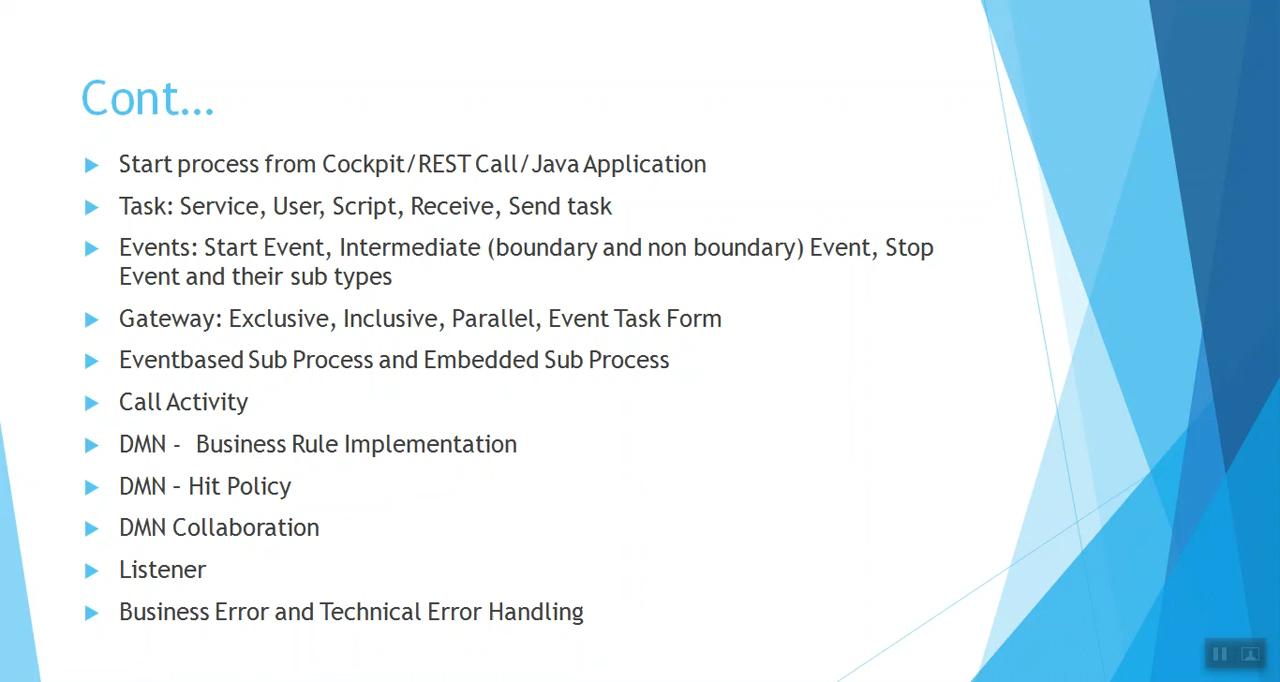 Cont...
Start process from Cockpit/REST Call/Java Application
Task: Service, User, Script, Receive, Send task
Events: Start Event, Intermediate (boundary and non boundary) Event, Stop
Event and their sub types
Gateway: Exclusive, Inclusive, Parallel, Event Task Form
Eventbased Sub Process and Embedded Sub Process
Call Activity
DMN - Business Rule Implementation
DMN – Hit Policy
DMN Collaboration
Listener
Business Error and Technical Error Handling